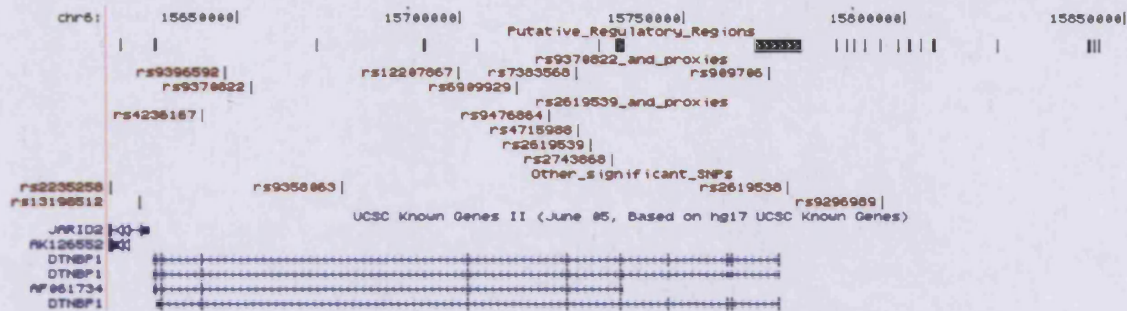 chr6: 15650000| 15700000| 15750000| 15800000| 15850000|
Putative_Regulatory_Regions
rs9370822_and_proxies
rs9396592| rs12207867| rs7383568| rs909706|
rs9370822| rs6909929|
rs2619539_and_proxies
rs4236167| rs9476864|
rs4715988|
rs2619539|
rs2743868|
Other_significant_SNPs
rs2235258| rs9358063| rs2619538|
rs13198512| rs9296989|
UCSC Known Genes II (June 05, Based on hg17 UCSC Known Genes)
JARID2
AK126552
DTNBP1
DTNBP1
AF061734
DTNBP1